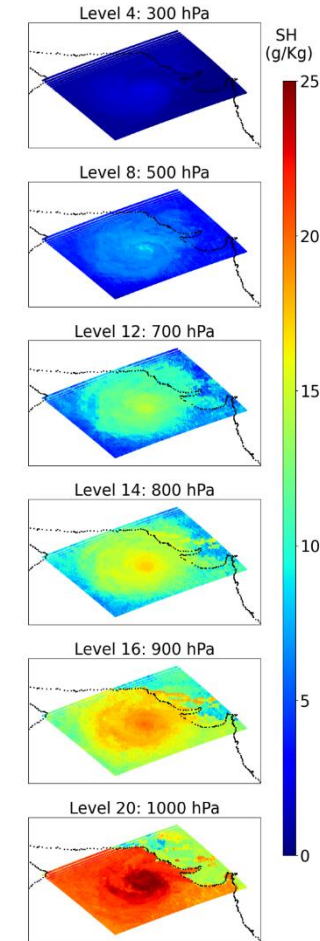 Level 4: 300 hPa
SH
(g/Kg)
25
Level 8: 500 hPa
20
Level 12: 700 hPa
15
Level 14: 800 hPa
10
Level 16: 900 hPa
5
Level 20: 1000 hPa
0